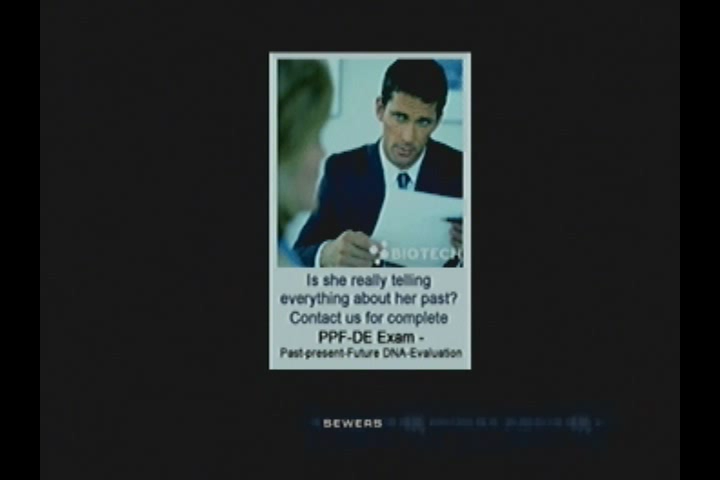 BIOTECH
Is she really telling
everything about her past?
Contact us for complete
PPF-DE Exam -
Past-present-Future DNA-Evaluation
SEWERS